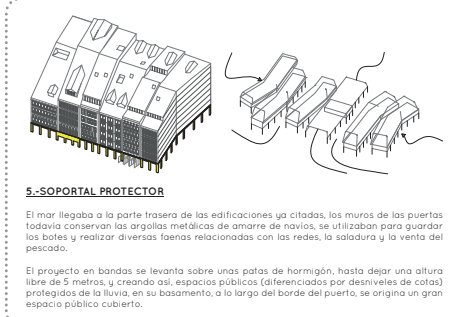 5.-SOPORTAL PROTECTOR
El mar llegaba a la parte trasera de las edificaciones ya citadas, los muros de las puertas
todavía conservan las argollas metálicas de amarre de navíos, se utilizaban para guardar
los botes y realizar diversas faenas relacionadas con las redes, la saladura y la venta del
pescado.
El proyecto en bandas se levanta sobre unas patas de hormigón, hasta dejar una altura
libre de 5 metros, y creando así, espacios públicos (diferenciados por desniveles de cotas)
protegidos de la lluvia, en su basamento, a lo largo del borde del puerto, se origina un gran
espacio público cubierto.